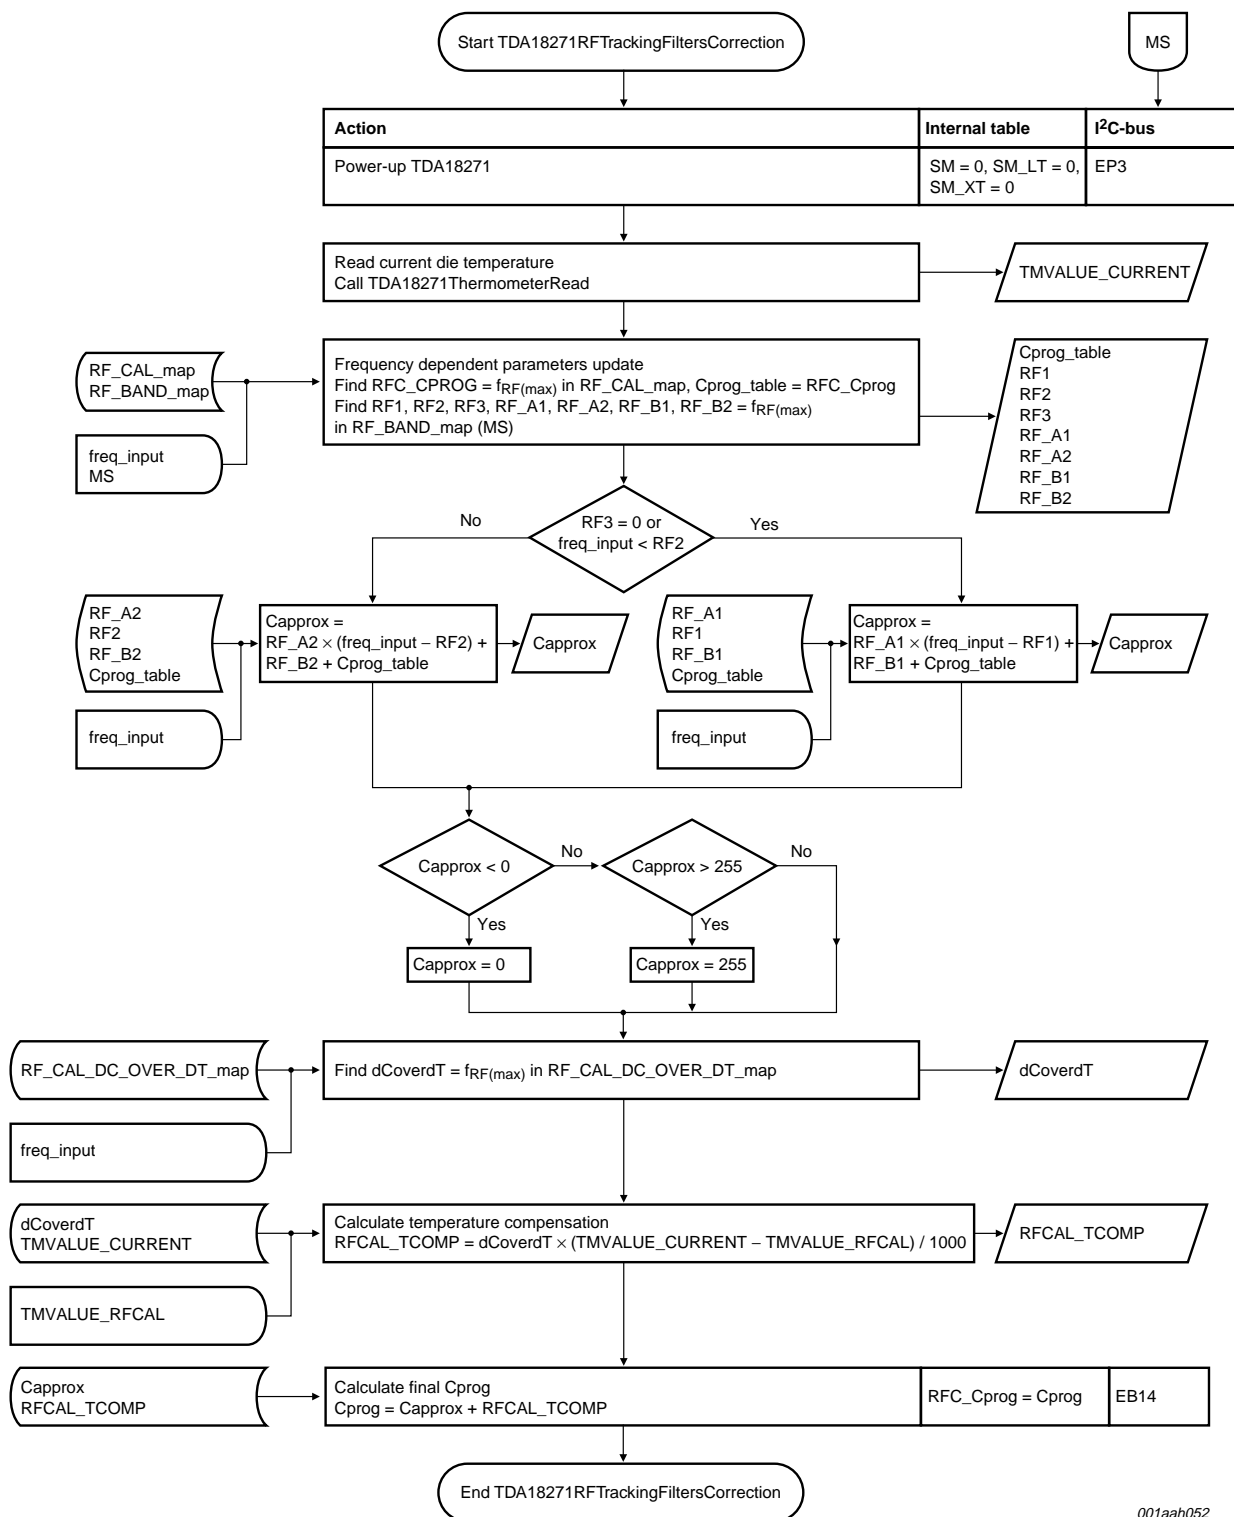 Start TDA18271RFTrackingFiltersCorrection
MS
Action
Internal table
I²C-bus
Power-up TDA18271
SM = 0, SM_LT = 0,
SM_XT = 0
EP3
Read current die temperature
Call TDA18271ThermometerRead
TMVALUE_CURRENT
RF_CAL_map
RF_BAND_map
freq_input
MS
Frequency dependent parameters update
Find RFC_CPROG = fRF(max) in RF_CAL_map, Cprog_table = RFC_Cprog
Find RF1, RF2, RF3, RF_A1, RF_A2, RF_B1, RF_B2 = fRF(max)
in RF_BAND_map (MS)
Cprog_table
RF1
RF2
RF3
RF_A1
RF_A2
RF_B1
RF_B2
No
RF3 = 0 or
freq_input < RF2
Yes
RF_A2
RF2
RF_B2
Cprog_table
freq_input
Capprox =
RF_A2 × (freq_input − RF2) +
RF_B2 + Cprog_table
Capprox
RF_A1
RF1
RF_B1
Cprog_table
freq_input
Capprox =
RF_A1 × (freq_input − RF1) +
RF_B1 + Cprog_table
Capprox
Capprox < 0
No
Capprox > 255
No
Yes
Yes
Capprox = 0
Capprox = 255
RF_CAL_DC_OVER_DT_map
freq_input
Find dCoverdT = fRF(max) in RF_CAL_DC_OVER_DT_map
dCoverdT
dCoverdT
TMVALUE_CURRENT
TMVALUE_RFCAL
Calculate temperature compensation
RFCAL_TCOMP = dCoverdT × (TMVALUE_CURRENT − TMVALUE_RFCAL) / 1000
RFCAL_TCOMP
Capprox
RFCAL_TCOMP
Calculate final Cprog
Cprog = Capprox + RFCAL_TCOMP
RFC_Cprog = Cprog
EB14
End TDA18271RFTrackingFiltersCorrection
001aah052